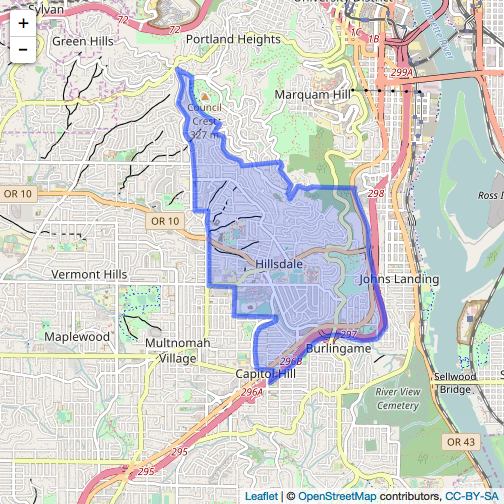 +
−
Sylvan
72
72
University District
Green Hills
Portland Heights
1C
1B
299A
Marquam Hill
Council
Crest
327 m
OR 10
OR 10
298
Ross I
Hillsdale
Vermont Hills
Johns Landing
Maplewood
Multnomah
Village
297
Burlingame
296B
Capitol Hill
296A
Sellwood
Bridge
River View
Cemetery
OR 43
295
295
Leaflet | © OpenStreetMap contributors, CC-BY-SA